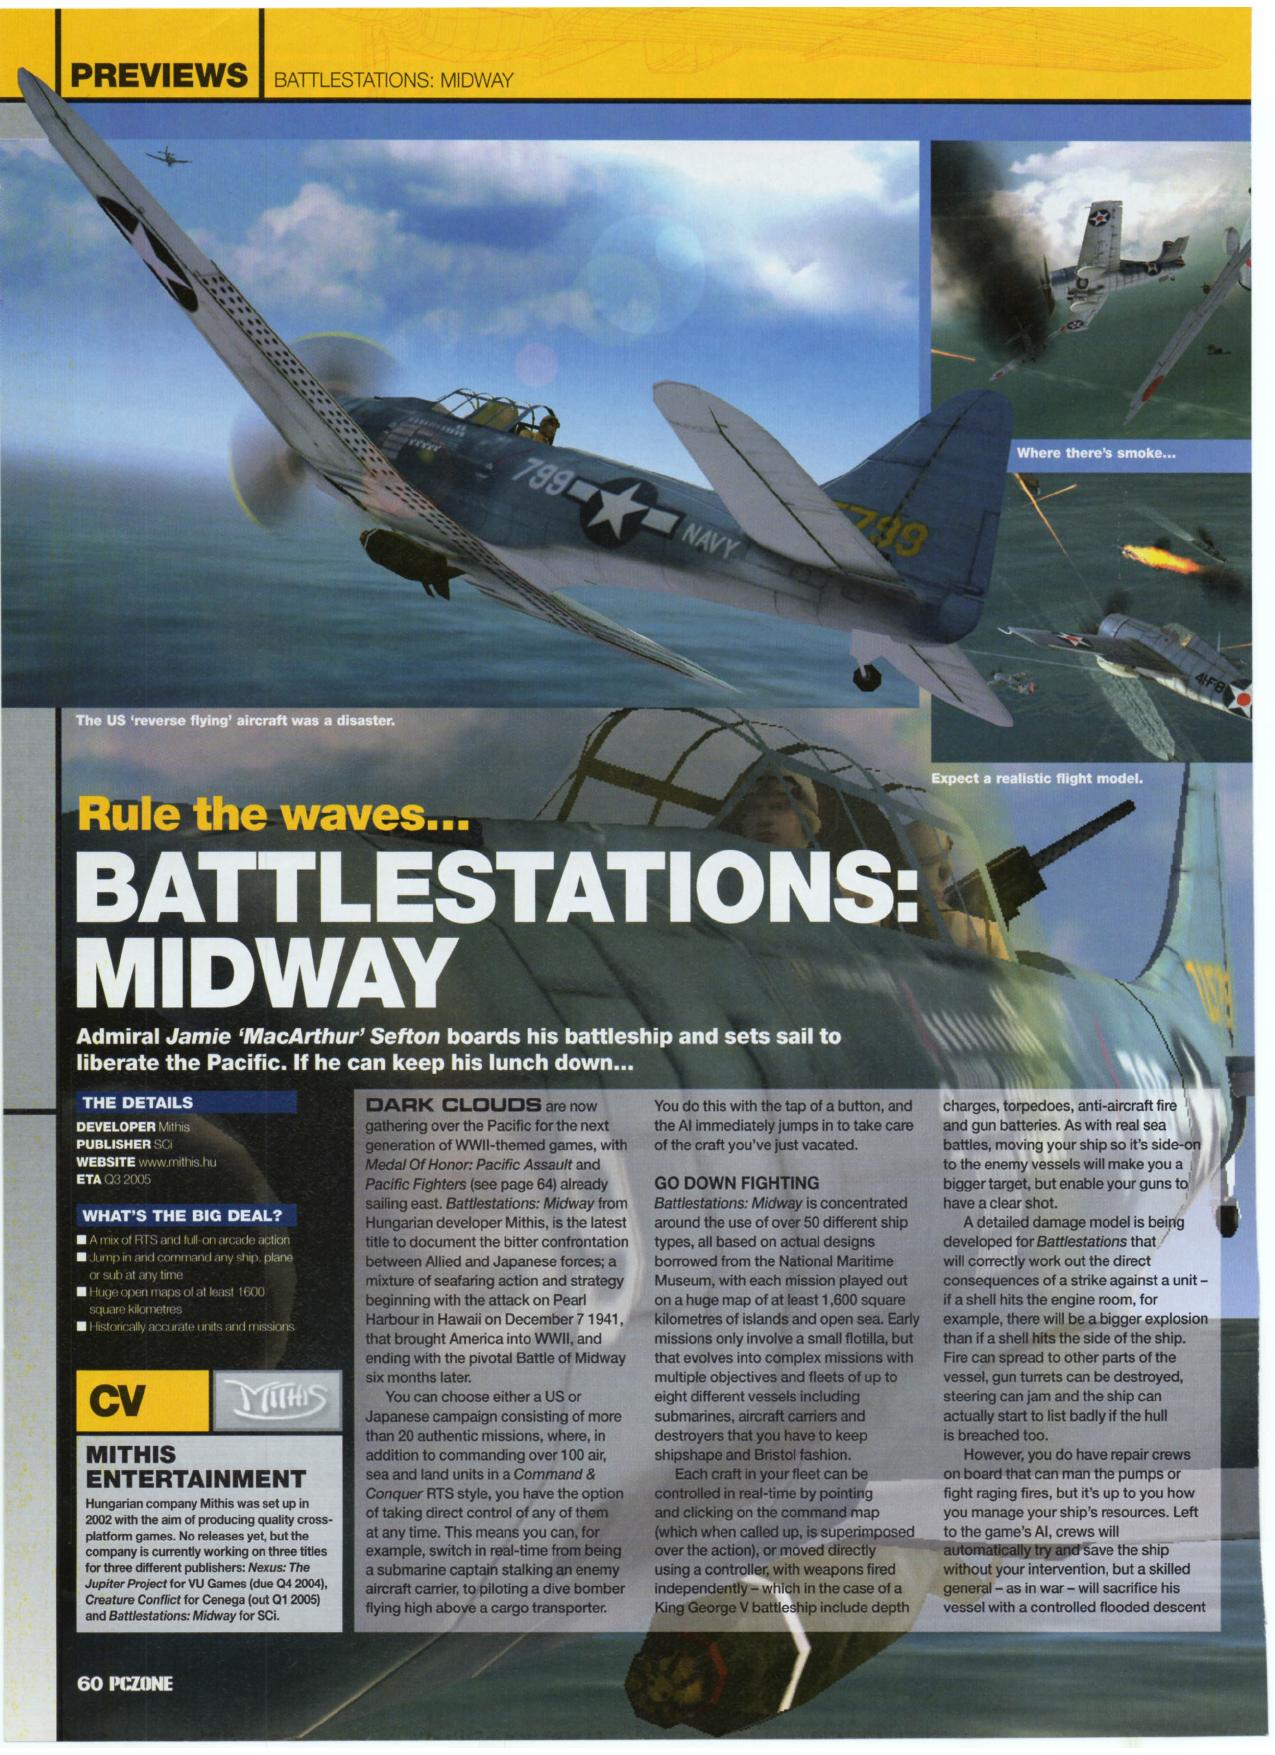 PREVIEWS
BATTLESTATIONS: MIDWAY
799
NAVY
799
Where there's smoke...
41-F-8
The US 'reverse flying' aircraft was a disaster.
Expect a realistic flight model.
Rule the waves...
BATTLESTATIONS:
MIDWAY
Admiral Jamie 'MacArthur' Sefton boards his battleship and sets sail to
liberate the Pacific. If he can keep his lunch down...
THE DETAILS
DEVELOPER Mithis
PUBLISHER SCi
WEBSITE www.mithis.hu
ETA Q3 2005
WHAT'S THE BIG DEAL?
A mix of RTS and full-on arcade action
Jump in and command any ship, plane
or sub at any time
Huge open maps of at least 1600
square kilometres
Historically accurate units and missions
CV
MITHIS
MITHIS
ENTERTAINMENT
Hungarian company Mithis was set up in
2002 with the aim of producing quality cross-
platform games. No releases yet, but the
company is currently working on three titles
for three different publishers: Nexus: The
Jupiter Project for VU Games (due Q4 2004),
Creature Conflict for Cenega (out Q1 2005)
and Battlestations: Midway for SCi.
DARK CLOUDS are now
gathering over the Pacific for the next
generation of WWII-themed games, with
Medal Of Honor: Pacific Assault and
Pacific Fighters (see page 64) already
sailing east. Battlestations: Midway from
Hungarian developer Mithis, is the latest
title to document the bitter confrontation
between Allied and Japanese forces; a
mixture of seafaring action and strategy
beginning with the attack on Pearl
Harbour in Hawaii on December 7 1941,
that brought America into WWII, and
ending with the pivotal Battle of Midway
six months later.
You can choose either a US or
Japanese campaign consisting of more
than 20 authentic missions, where, in
addition to commanding over 100 air,
sea and land units in a Command &
Conquer RTS style, you have the option
of taking direct control of any of them
at any time. This means you can, for
example, switch in real-time from being
a submarine captain stalking an enemy
aircraft carrier, to piloting a dive bomber
flying high above a cargo transporter.
You do this with the tap of a button, and
the AI immediately jumps in to take care
of the craft you've just vacated.
GO DOWN FIGHTING
Battlestations: Midway is concentrated
around the use of over 50 different ship
types, all based on actual designs
borrowed from the National Maritime
Museum, with each mission played out
on a huge map of at least 1,600 square
kilometres of islands and open sea. Early
missions only involve a small flotilla, but
that evolves into complex missions with
multiple objectives and fleets of up to
eight different vessels including
submarines, aircraft carriers and
destroyers that you have to keep
shipshape and Bristol fashion.
Each craft in your fleet can be
controlled in real-time by pointing
and clicking on the command map
(which when called up, is superimposed
over the action), or moved directly
using a controller, with weapons fired
independently – which in the case of a
King George V battleship include depth
charges, torpedoes, anti-aircraft fire
and gun batteries. As with real sea
battles, moving your ship so it's side-on
to the enemy vessels will make you a
bigger target, but enable your guns to
have a clear shot.
A detailed damage model is being
developed for Battlestations that
will correctly work out the direct
consequences of a strike against a unit –
if a shell hits the engine room, for
example, there will be a bigger explosion
than if a shell hits the side of the ship.
Fire can spread to other parts of the
vessel, gun turrets can be destroyed,
steering can jam and the ship can
actually start to list badly if the hull
is breached too.
However, you do have repair crews
on board that can man the pumps or
fight raging fires, but it's up to you how
you manage your ship's resources. Left
to the game's AI, crews will
automatically try and save the ship
without your intervention, but a skilled
general – as in war – will sacrifice his
vessel with a controlled flooded descent
60 PCZONE